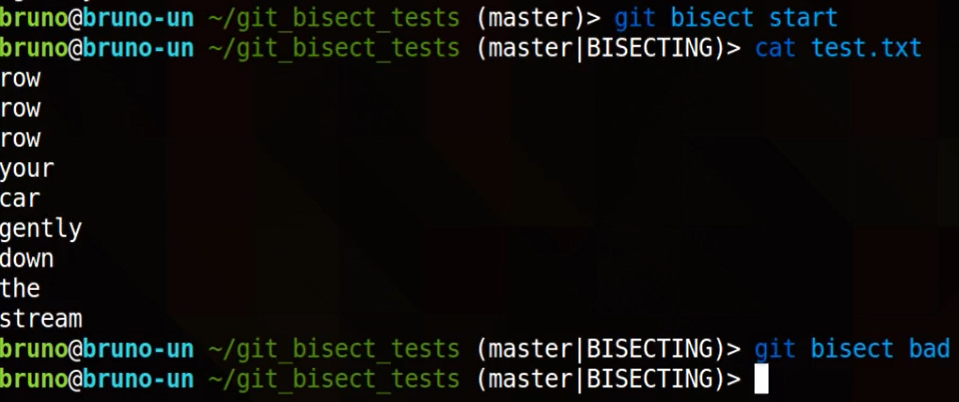 bruno@bruno-un ~/git_bisect_tests (master)> git bisect start
bruno@bruno-un ~/git_bisect_tests (master|BISECTING)> cat test.txt
row
row
row
your
car
gently
down
the
stream
bruno@bruno-un ~/git_bisect_tests (master|BISECTING)> git bisect bad
bruno@bruno-un ~/git_bisect_tests (master|BISECTING)>